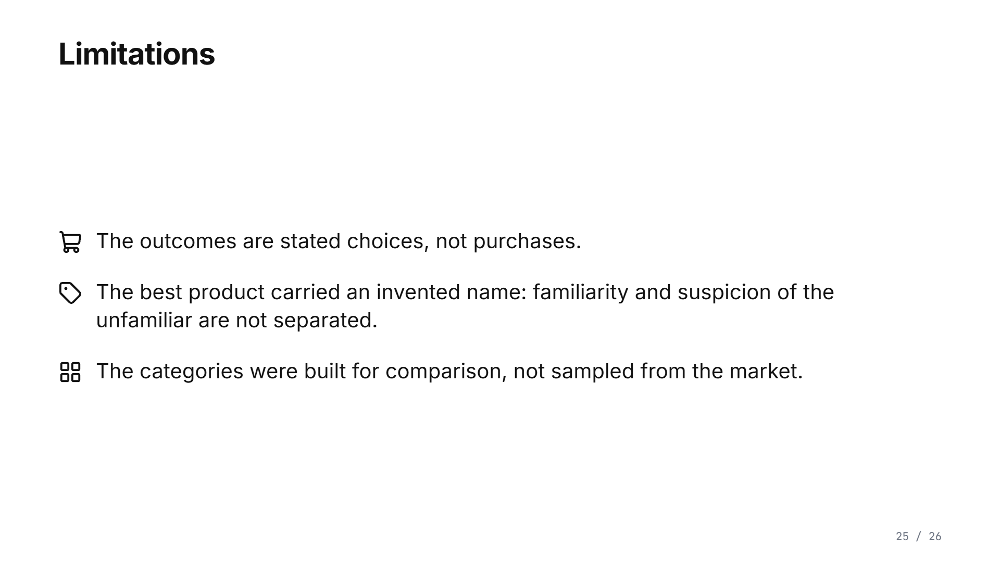 Limitations
The outcomes are stated choices, not purchases.
The best product carried an invented name: familiarity and suspicion of the
unfamiliar are not separated.
The categories were built for comparison, not sampled from the market.
25 / 26